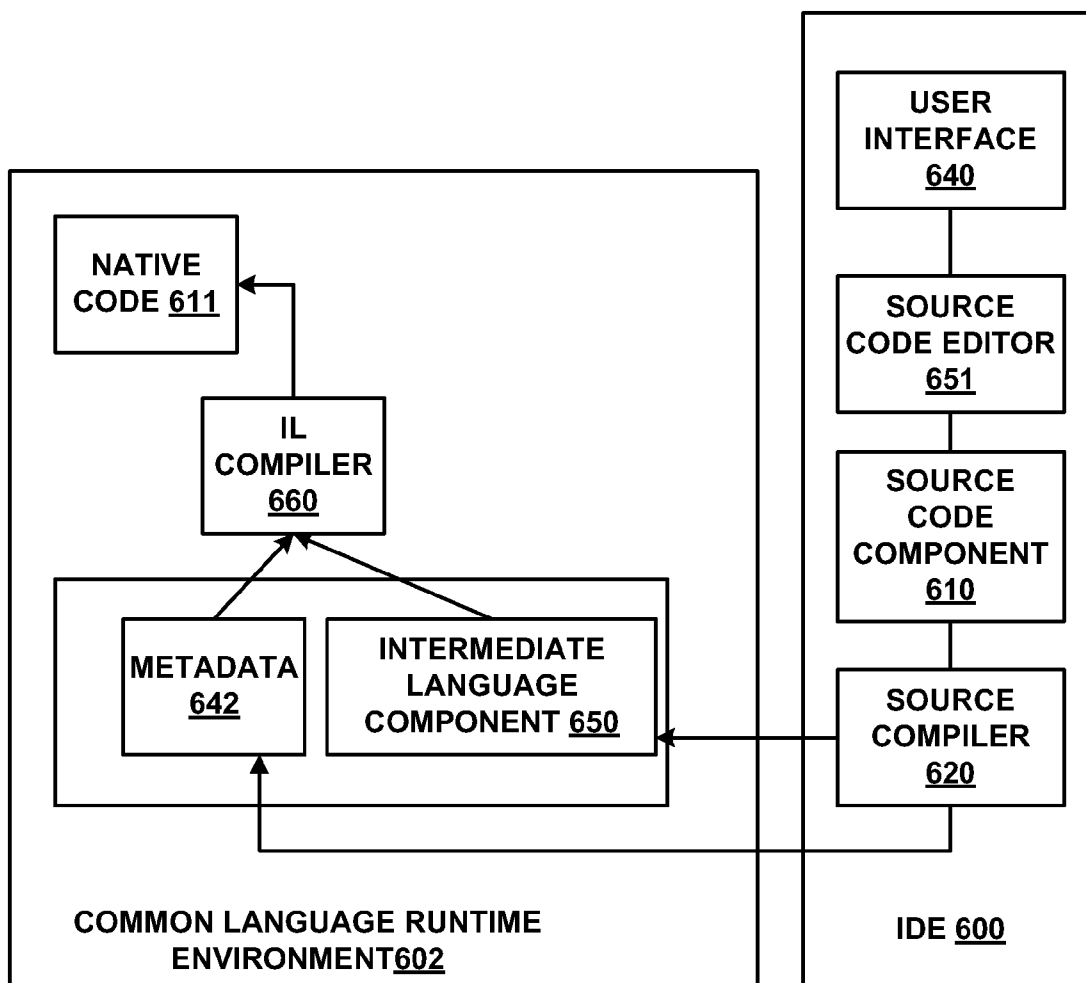 USER
INTERFACE
640
NATIVE
CODE 611
SOURCE
CODE EDITOR
651
IL
COMPILER
660
SOURCE
CODE
COMPONENT
610
METADATA
642
INTERMEDIATE
LANGUAGE
COMPONENT 650
SOURCE
COMPILER
620
COMMON LANGUAGE RUNTIME
ENVIRONMENT602
IDE 600